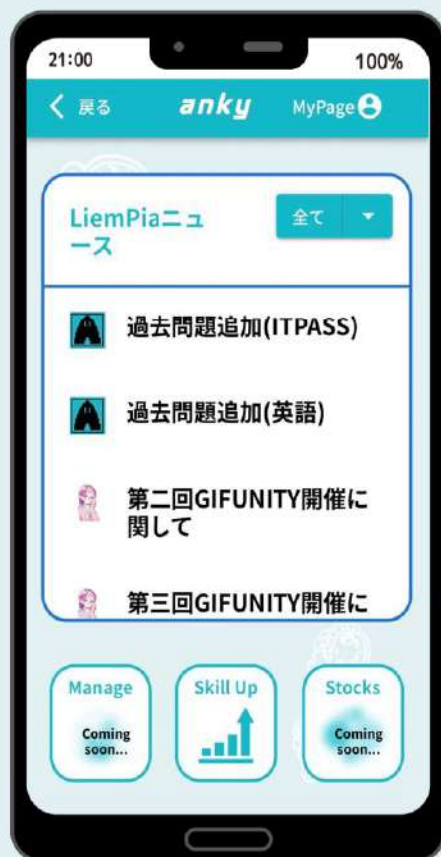 21:00
100%
戻る
anky
MyPage
LiemPiaニュ
ース
全て
過去問題追加(ITPASS)
過去問題追加(英語)
第二回GIFUNITY開催に
関して
第三回GIFUNITY開催に
Manage
Coming
soon...
Skill Up
Stocks
Coming
soon...